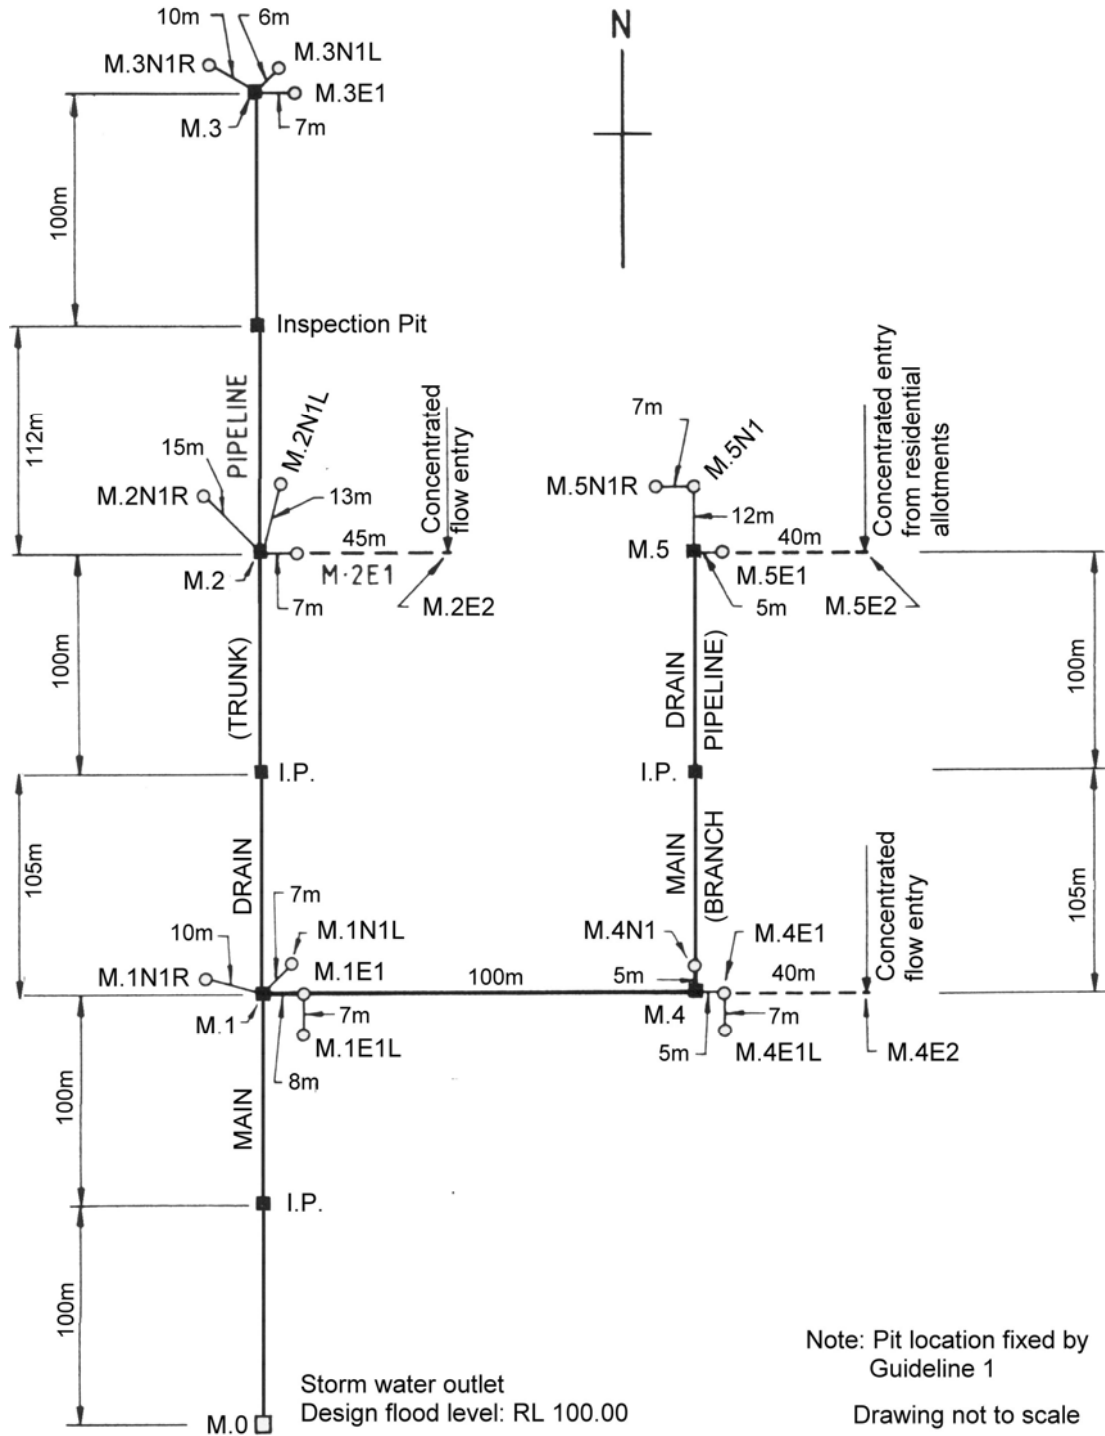 10m
6m
N
M.3N1R
M.3N1L
M.3E1
M.3
7m
100m
Inspection Pit
112m
PIPELINE
15m
M.2N1L
M.2N1R
13m
Concentrated
flow entry
45m
M.2
M·2E1
7m
M.2E2
7m
M.5N1
M.5N1R
12m
Concentrated entry
from residential
allotments
M.5
40m
M.5E1
5m
M.5E2
100m
(TRUNK)
DRAIN
PIPELINE)
100m
I.P.
I.P.
105m
DRAIN
MAIN
(BRANCH
Concentrated
flow entry
105m
7m
10m
M.1N1L
M.1N1R
M.1E1
100m
M.4N1
M.4E1
5m
40m
M.1
7m
M.4
7m
M.1E1L
8m
5m
M.4E1L
M.4E2
100m
MAIN
I.P.
100m
Note: Pit location fixed by
Guideline 1
Storm water outlet
Design flood level: RL 100.00
M.0
Drawing not to scale